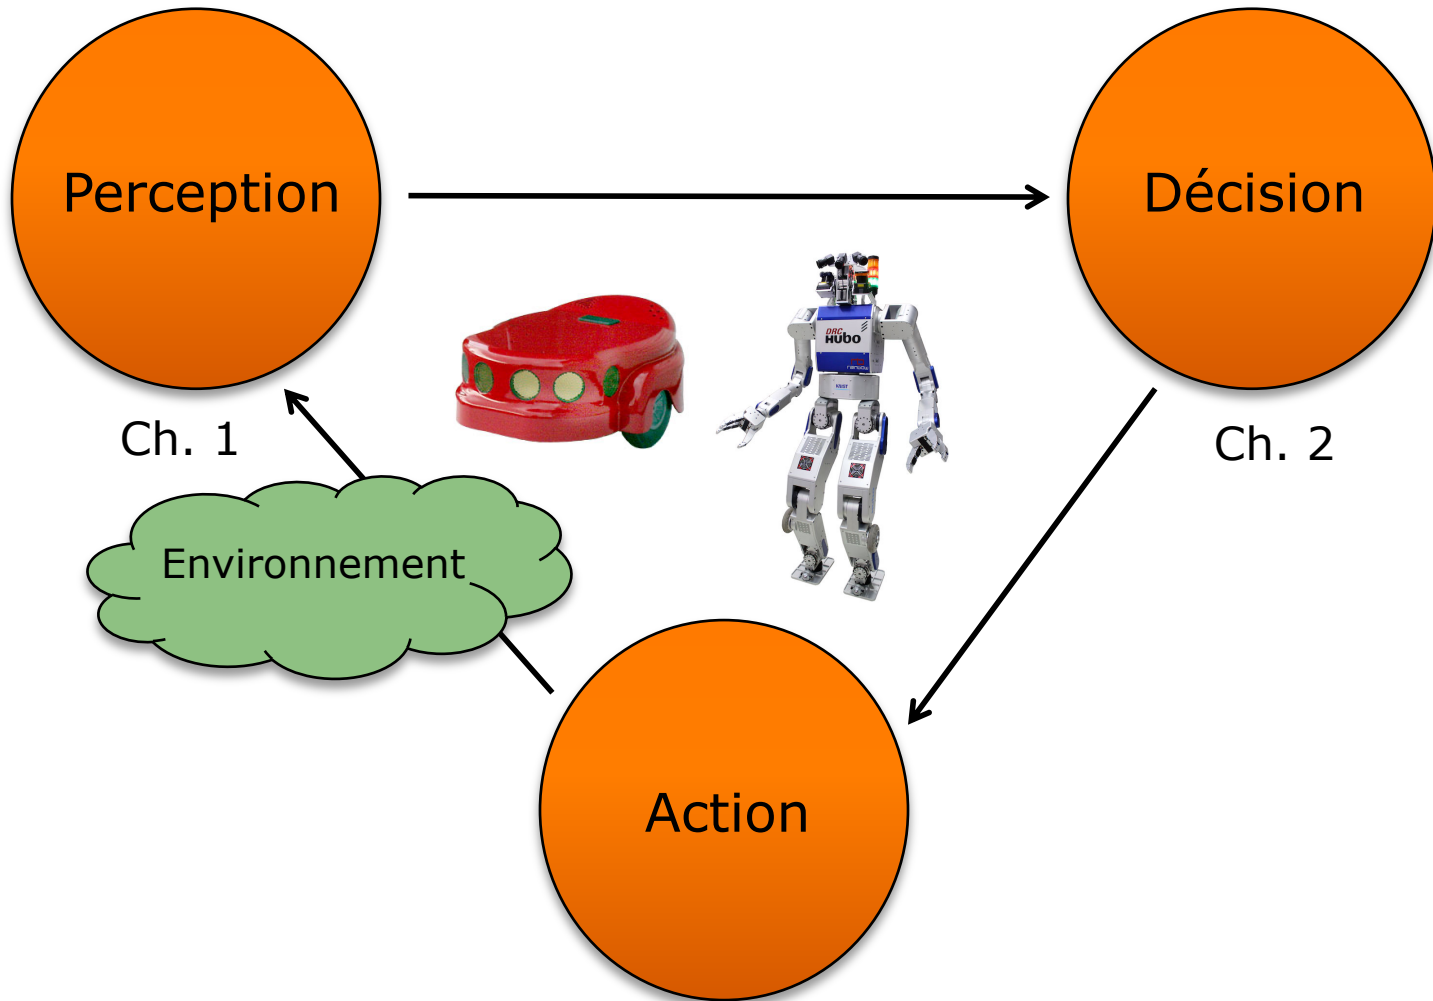 Perception
Décision
DRC
HUBO
Ch. 1
Ch. 2
Environnement
Action